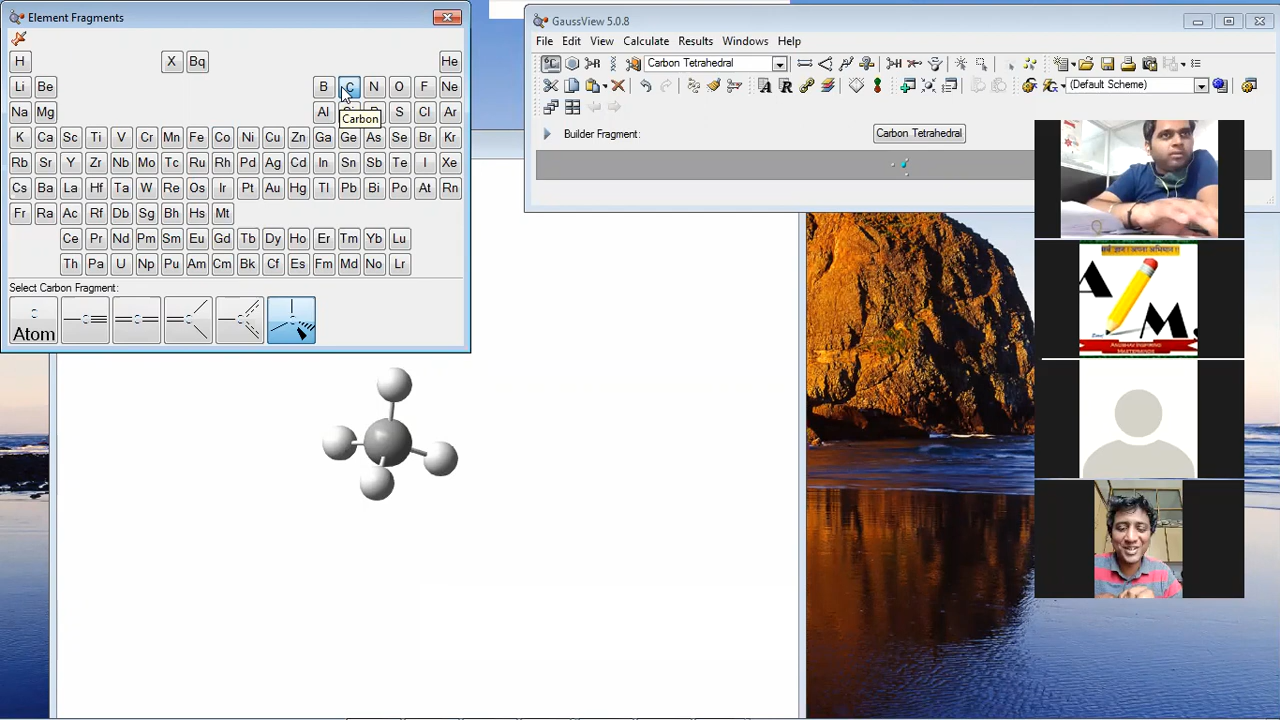 Element Fragments
H X Bq He
Li Be B C N O Ne
Na Mg Al S Cl Ar
Carbon
K Ca Sc Ti V Cr Mn Fe Co Ni Cu Zn Ga Ge As Se Br Kr
Rb Sr Y Zr Nb Mo Tc Ru Rh Pd Ag Cd In Sn Sb Te I Xe
Cs Ba La Hf Ta W Re Os Ir Pt Au Hg Tl Pb Bi Po At Rn
Fr Ra Ac Rf Db Sg Bh Hs Mt
Ce Pr Nd Pm Sm Eu Gd Tb Dy Ho Er Tm Yb Lu
Th Pa U Np Pu Am Cm Bk Cf Es Fm Md No Lr
Select Carbon Fragment:
C C C C C C
Atom
GaussView 5.0.8
File Edit View Calculate Results Windows Help
Carbon Tetrahedral
(Default Scheme)
Builder Fragment: Carbon Tetrahedral
A
M